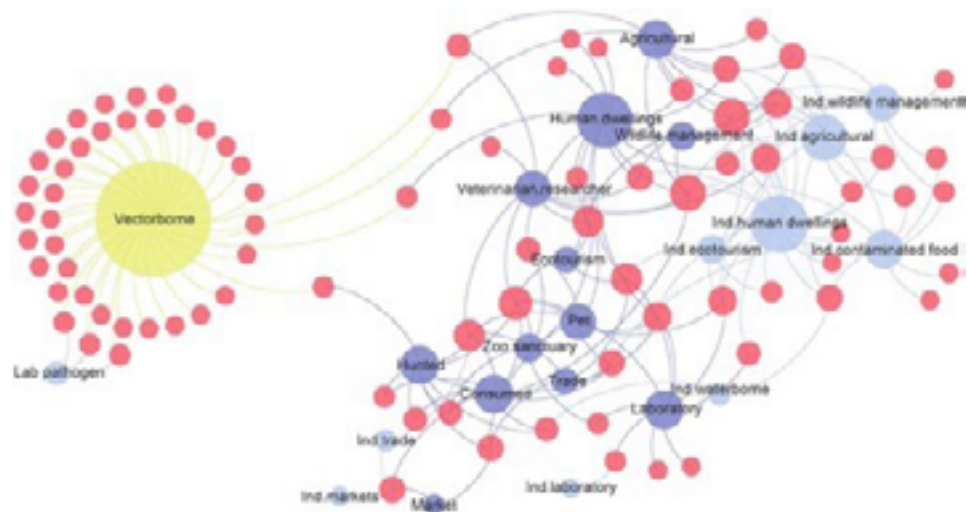 Agricultural
Ind.wildlife management
Human dwellings
Wildlife management
Ind agricultural
Veterinarian.researcher
Vectorborne
Ind.human dwellings
Ind ecotourism
Ind.contaminated food
Ecotourism
Pet
Zoo.sanctuary
Hunted
Lab pathogen
Trade
Consumed
Ind waterborne
Laboratory
Ind.trade
Ind.laboratory
Ind.markets
Market